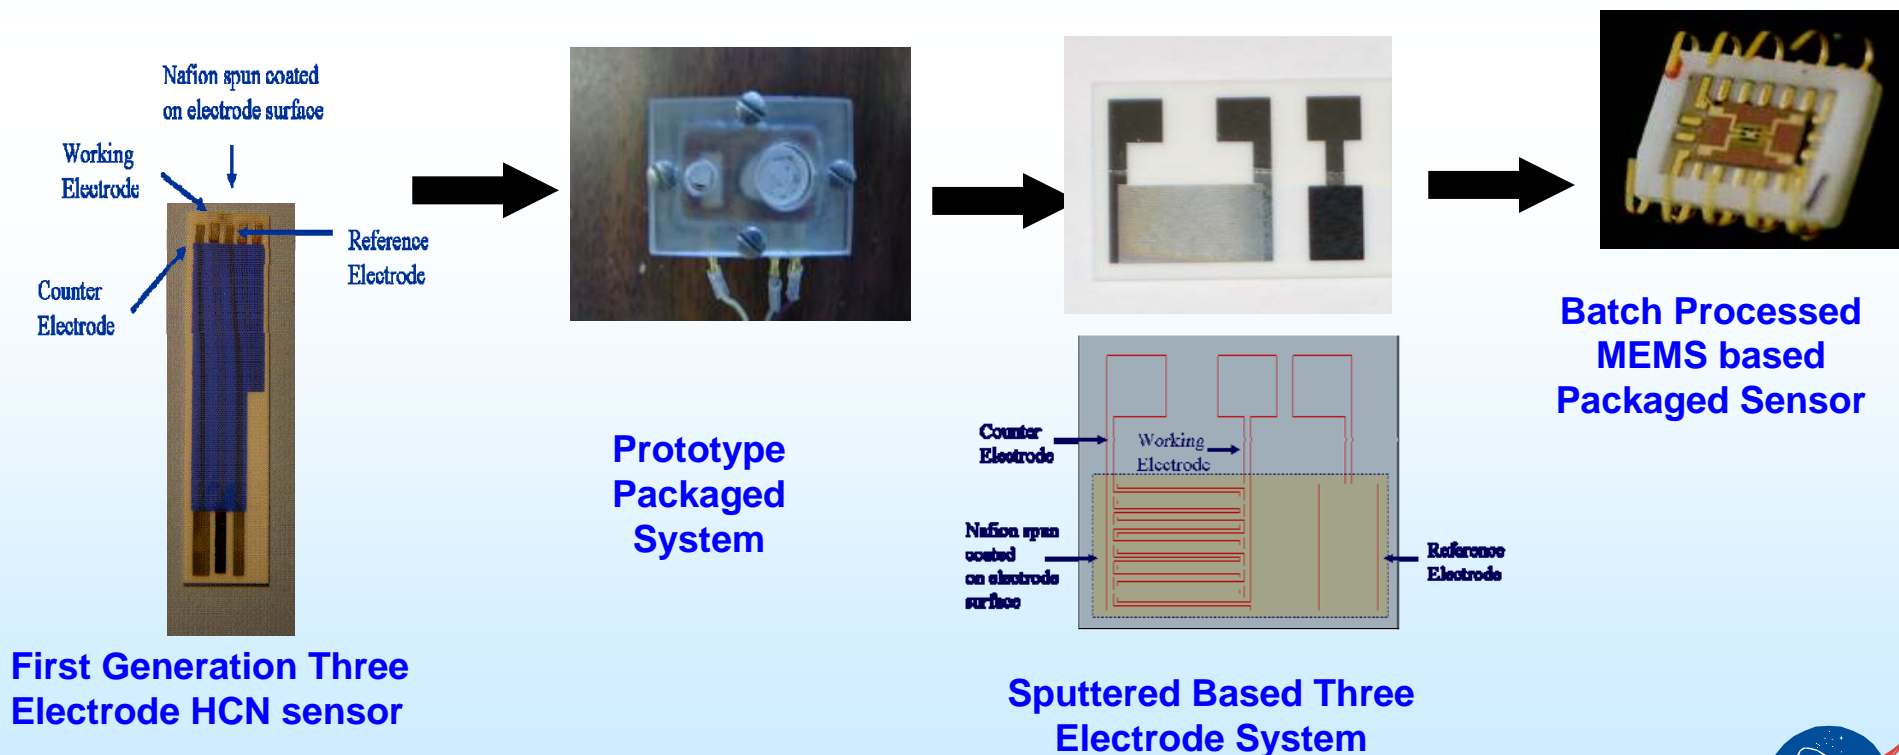 Nafion spun coated
on electrode surface
Working
Electrode
Reference
Electrode
Counter
Electrode
First Generation Three
Electrode HCN sensor
Prototype
Packaged
System
Counter
Electrode
Working
Electrode
Nafion spun
coated
on electrode
surface
Reference
Electrode
Sputtered Based Three
Electrode System
Batch Processed
MEMS based
Packaged Sensor